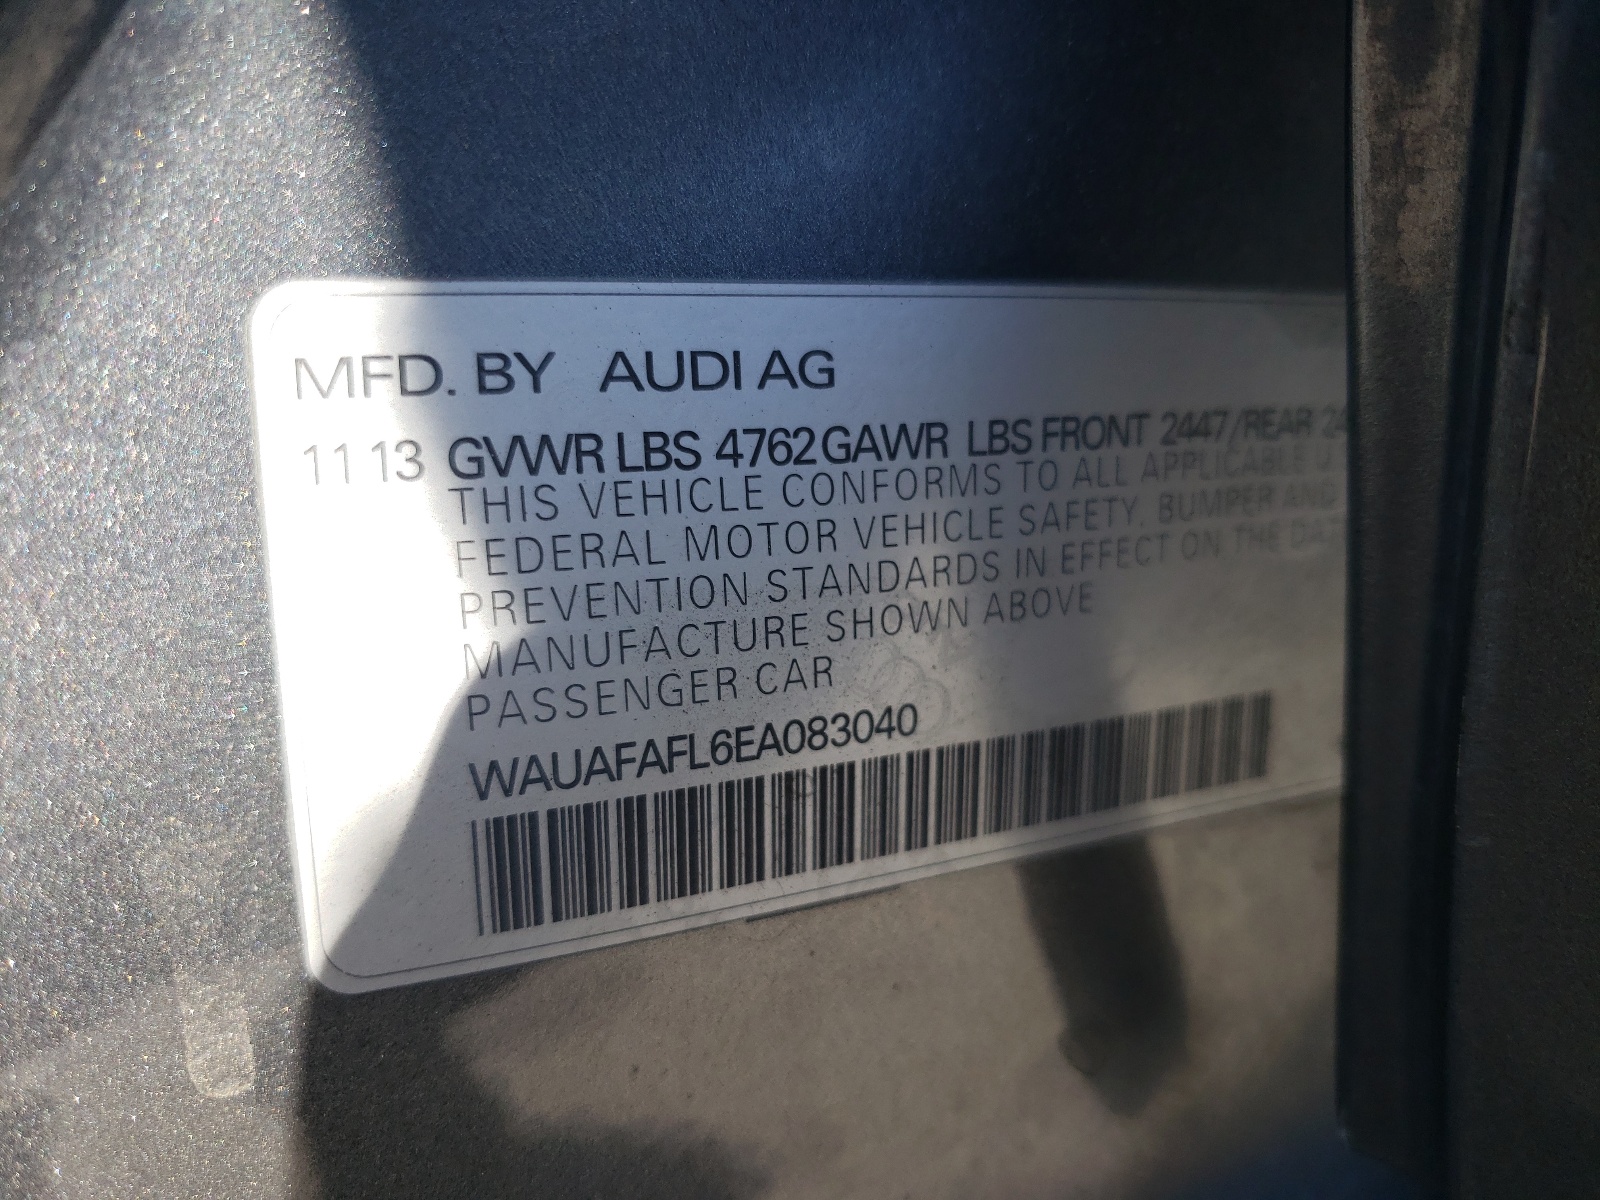 MFD. BY AUDI AG
11 13 GVWR LBS 4762 GAWR LBS FRONT 2447/REAR 24
THIS VEHICLE CONFORMS TO ALL APPLICABLE
FEDERAL MOTOR VEHICLE SAFETY, BUMPER AND
PREVENTION STANDARDS IN EFFECT ON THE DAT
MANUFACTURE SHOWN ABOVE
PASSENGER CAR
WAUAFAFL6EA083040